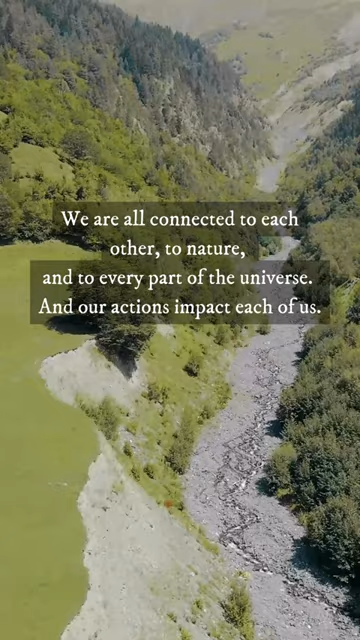 We are all connected to each
other, to nature,
and to every part of the universe.
And our actions impact each of us.